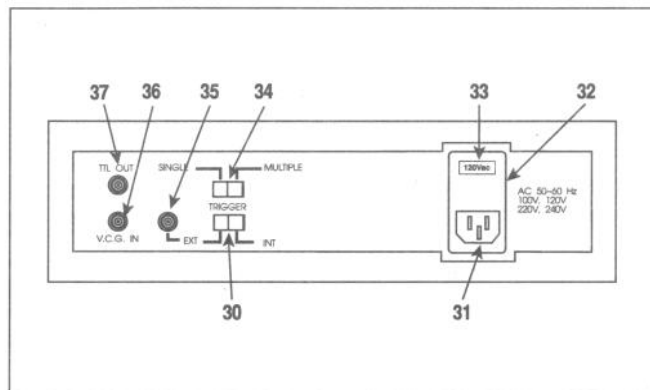 37 36 35 34 33 32
TTL OUT
SINGLE
MULTIPLE
120Vac
AC 50~60 Hz
100V, 120V
220V, 240V
TRIGGER
V.C.G. IN
EXT
INT
30
31